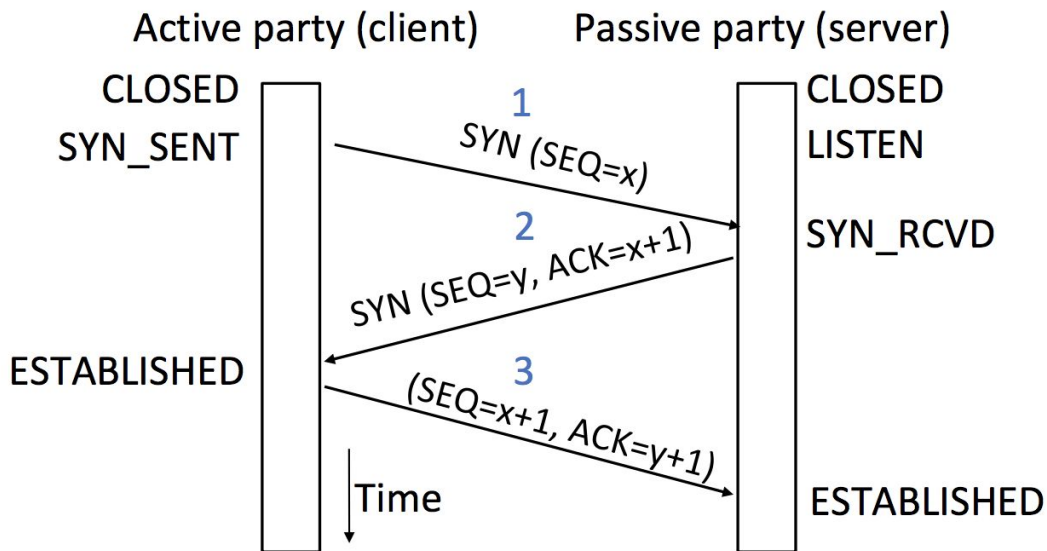 Active party (client)
Passive party (server)
CLOSED
CLOSED
1
SYN_SENT
SYN (SEQ=x)
LISTEN
2
SYN_RCVD
SYN (SEQ=y, ACK=x+1)
ESTABLISHED
3
(SEQ=x+1, ACK=y+1)
Time
ESTABLISHED